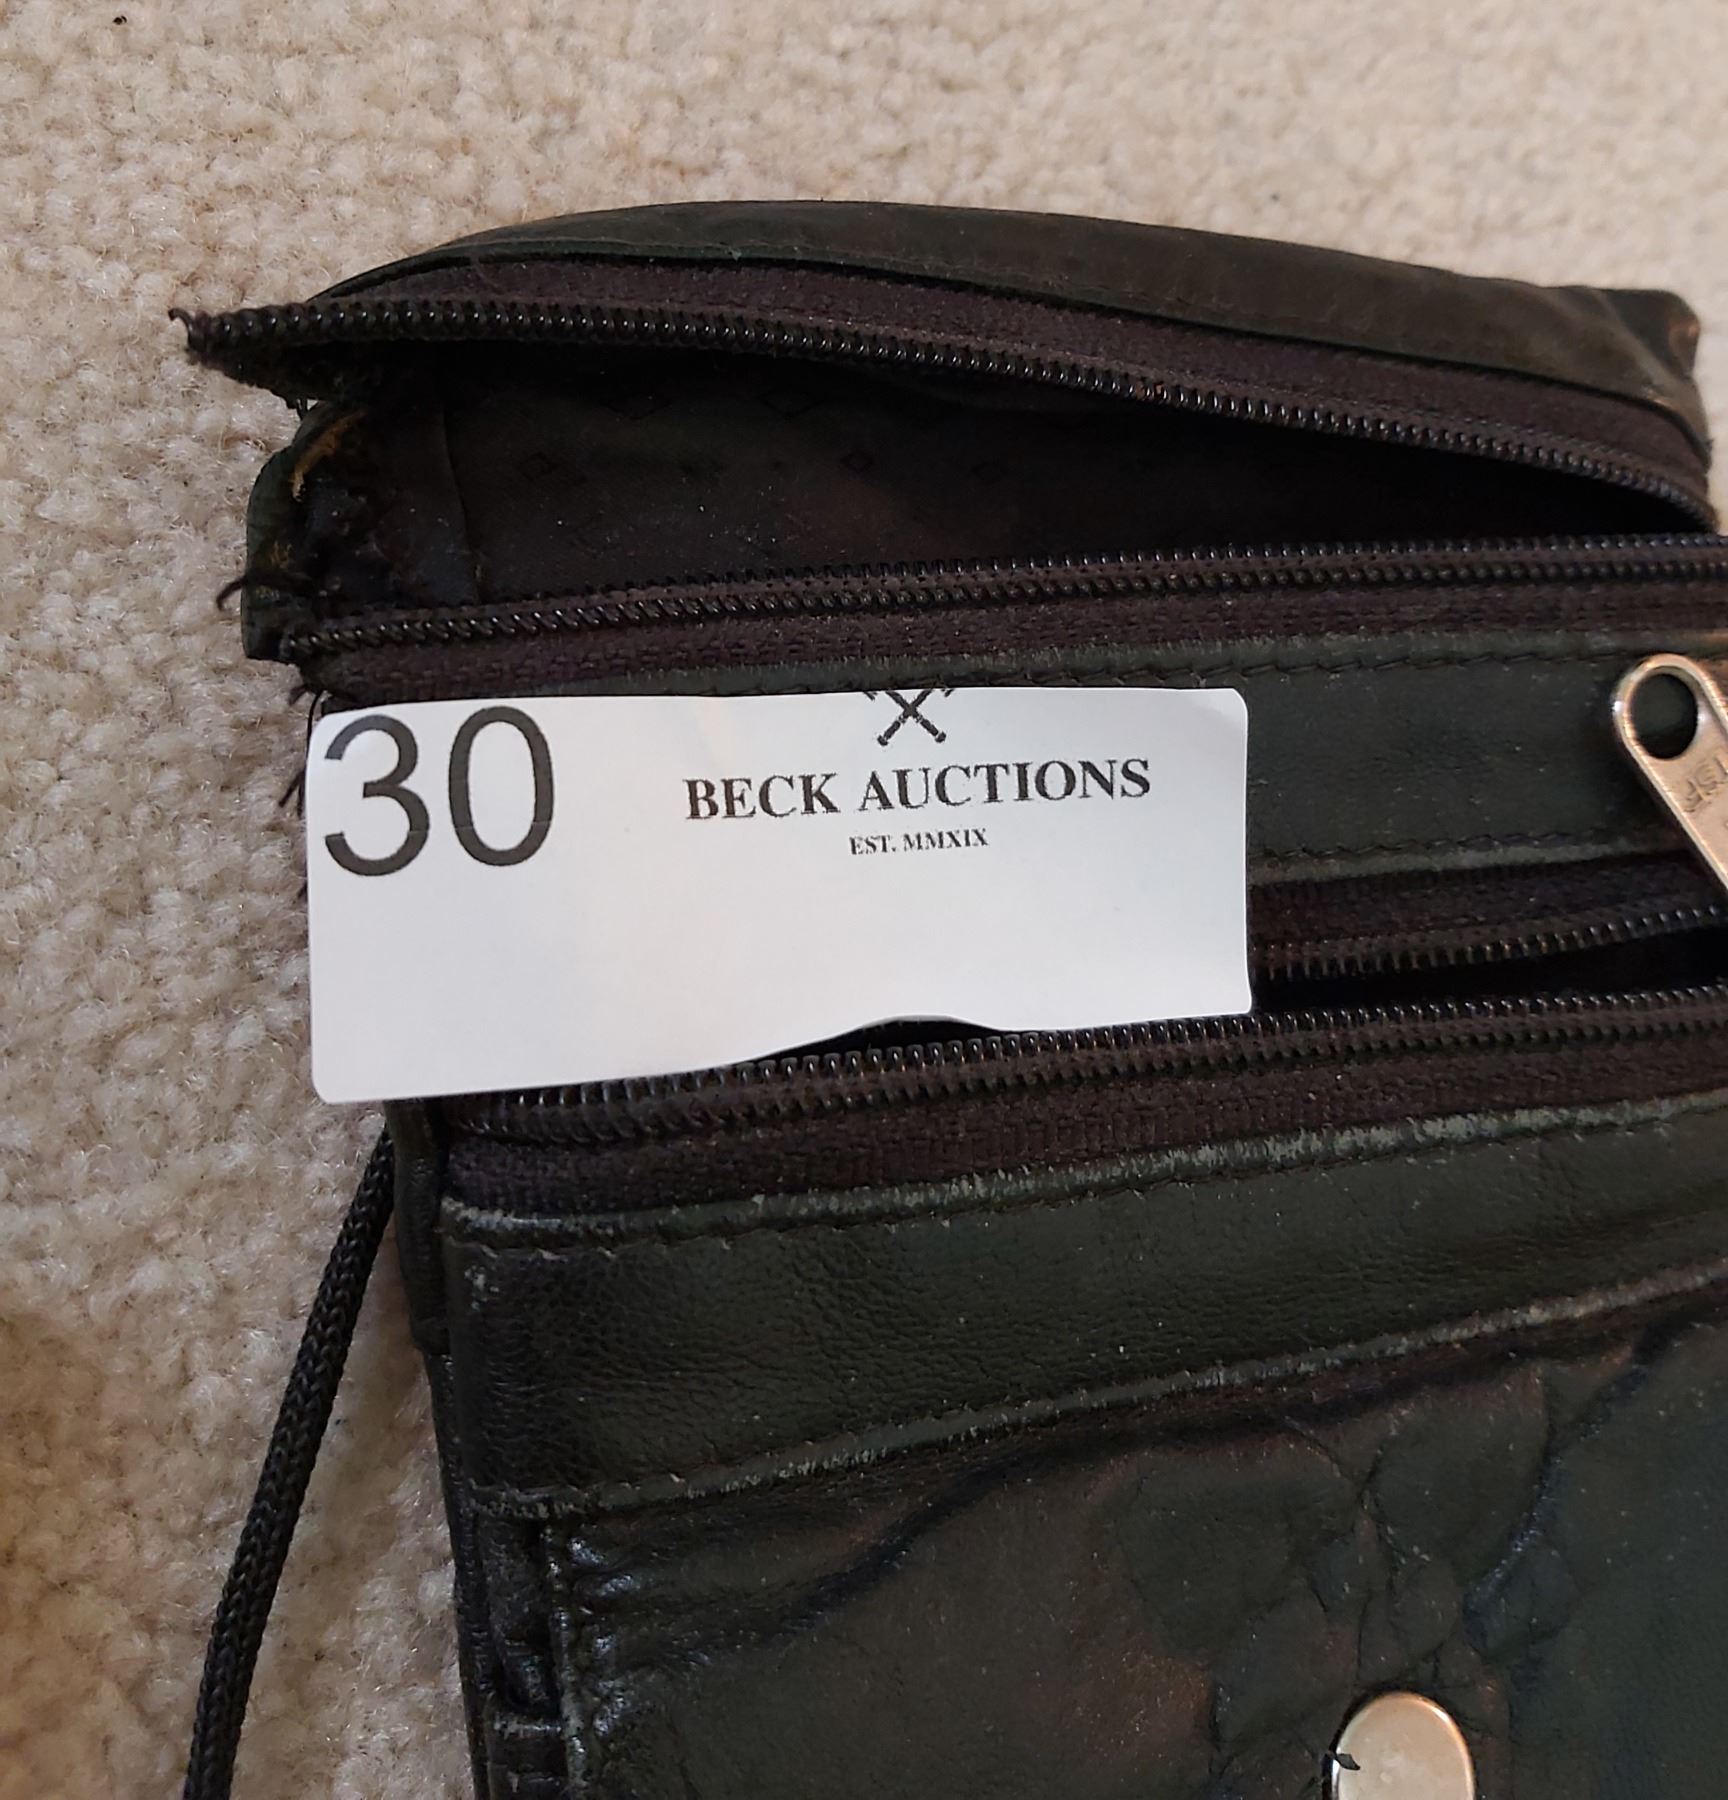 30
BECK AUCTIONS
EST. MMXIX